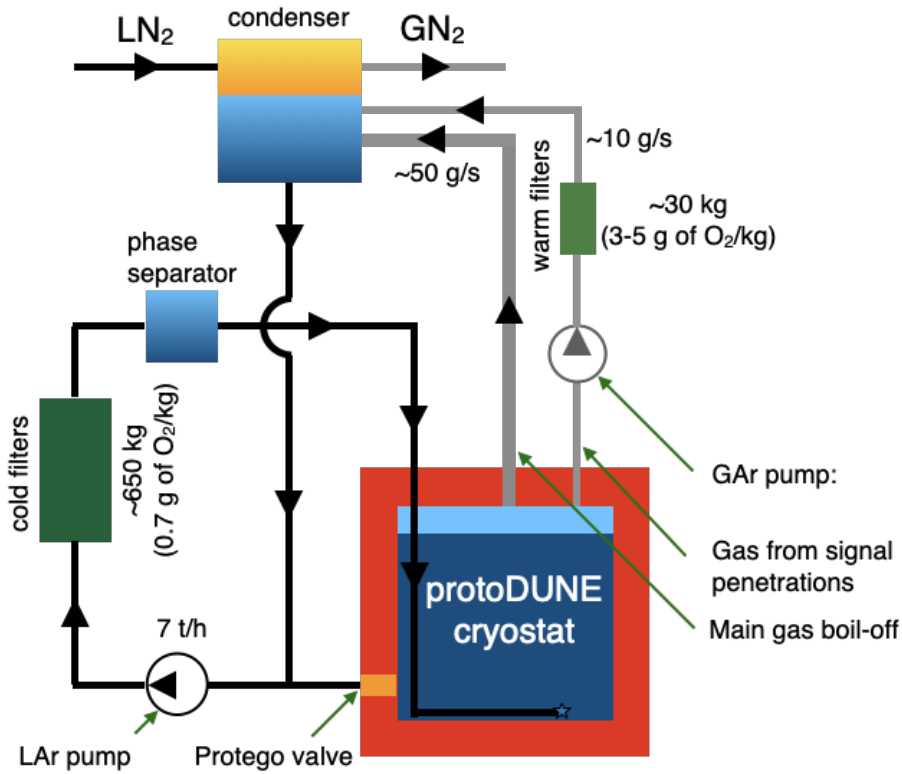 condenser
LN₂
GN₂
~10 g/s
~50 g/s
warm filters
~30 kg
(3-5 g of O₂/kg)
phase
separator
cold filters
~650 kg
(0.7 g of O₂/kg)
GAr pump:
Gas from signal
penetrations
Main gas boil-off
protoDUNE
cryostat
7 t/h
LAr pump
Protego valve